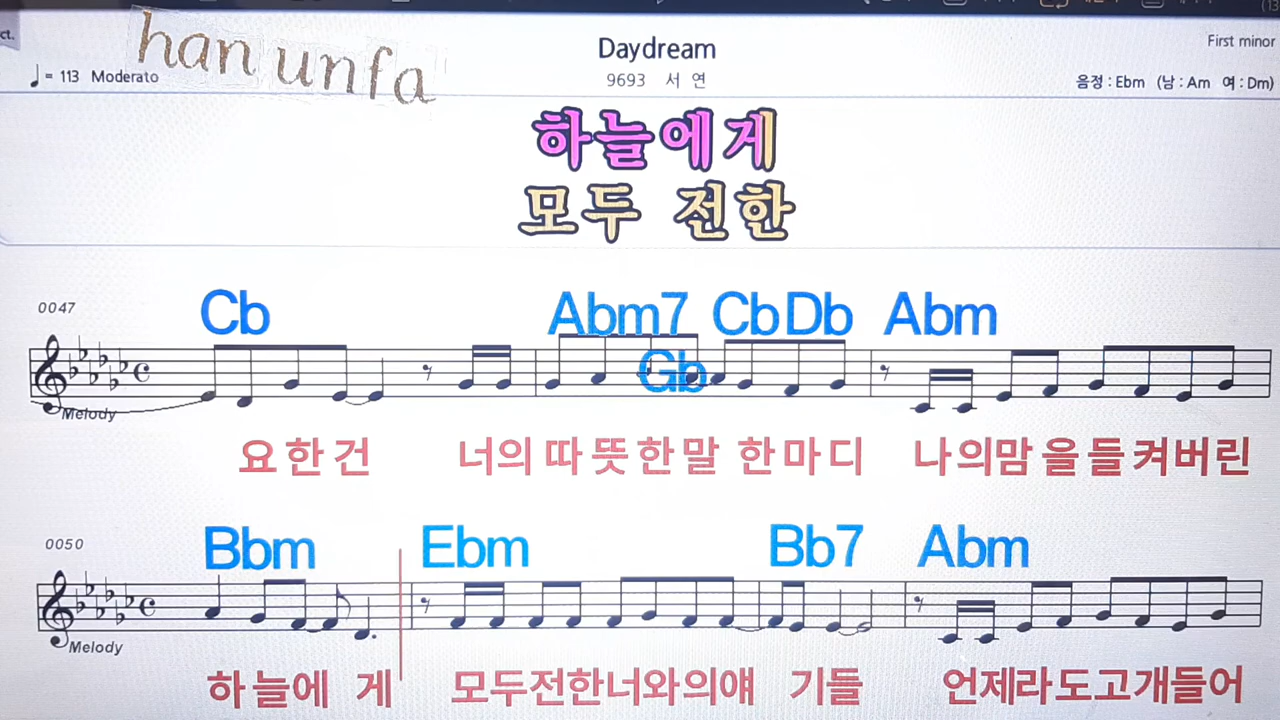 ct.
han unfa
Daydream
First minor
♩= 113 Moderato
9693 서 연
음정 : Ebm (남 : Am 여 : Dm)
하늘에게
모두 전한
0047
Cb Abm7 Gb Cb Db Abm
Melody
요 한 건 너의 따 뜻 한 말 한 마 디 나 의 맘 을 들 켜 버 린
0050
Bbm Ebm Bb7 Abm
Melody
하 늘 에 게 모두전한너와의얘 기들 언제라도고개들어